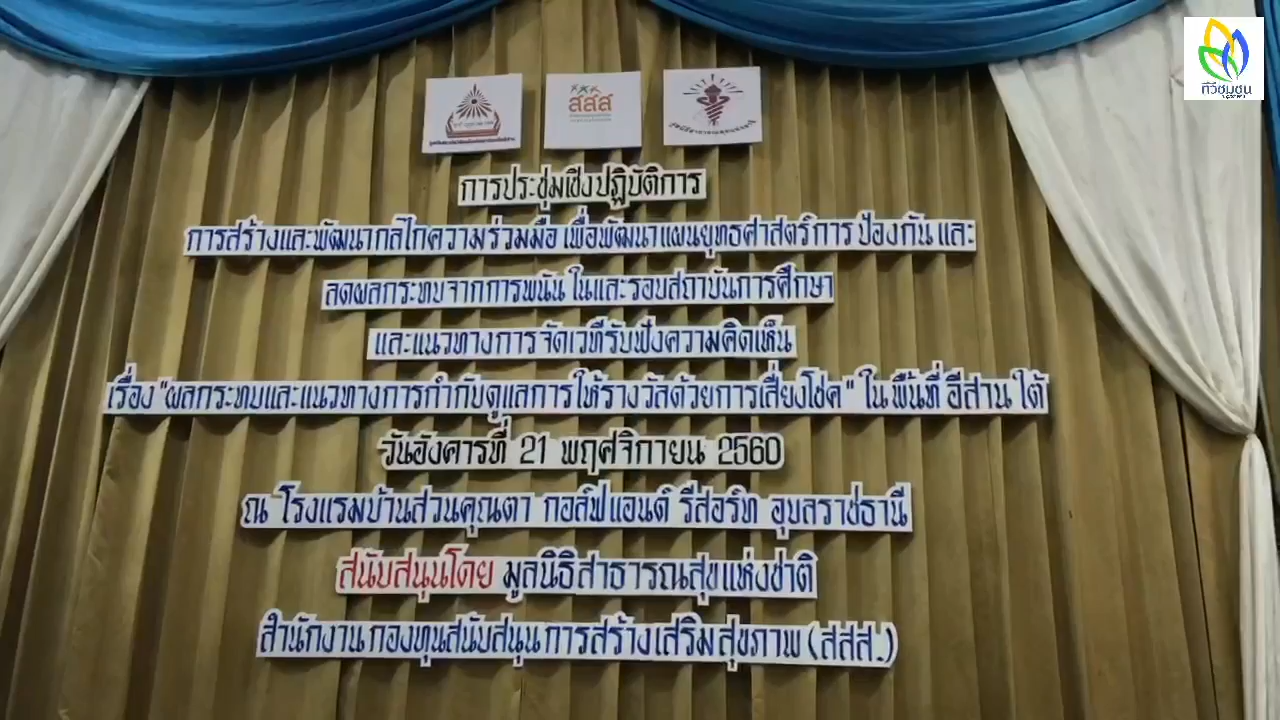 ทีวีชุมชน
สสส
การประชุมเชิงปฏิบัติการ
การสร้างและพัฒนากลไกความร่วมมือ เพื่อพัฒนาแผนยุทธศาสตร์การป้องกัน และ
ลดผลกระทบจากการพนัน ในและรอบสถาบันการศึกษา
และแนวทางการจัดเวทีรับฟังความคิดเห็น
เรื่อง "ผลกระทบและแนวทางการกำกับดูแลการให้รางวัลด้วยการเสี่ยงโชค" ในพื้นที่ อีสานใต้
วันอังคารที่ 21 พฤศจิกายน 2560
ณ โรงแรมบ้านสวนคุณตา กอล์ฟแอนด์ รีสอร์ท อุบลราชธานี
สนับสนุนโดย มูลนิธิสาธารณสุขแห่งชาติ
สำนักงานกองทุนสนับสนุนการสร้างเสริมสุขภาพ (สสส.)